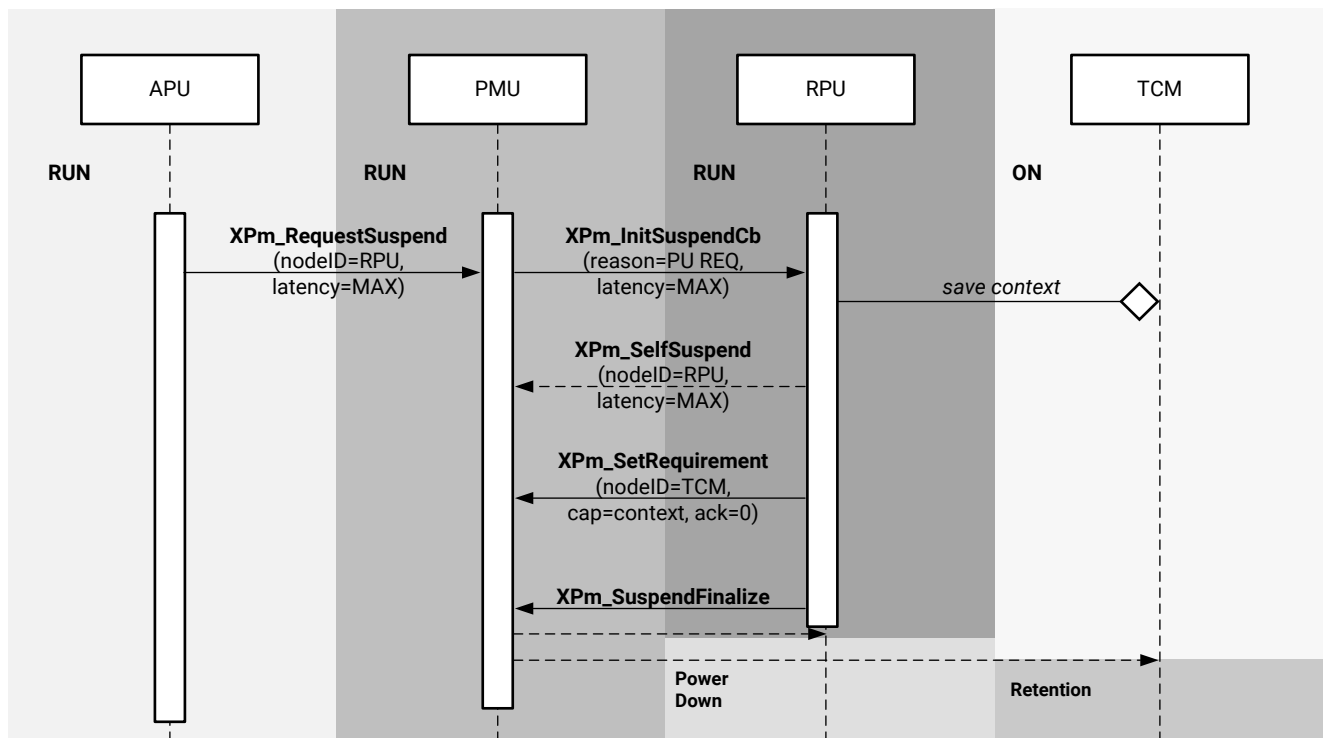 APU
PMU
RPU
TCM
RUN
RUN
RUN
ON
XPm_RequestSuspend
(nodeID=RPU,
latency=MAX)
XPm_InitSuspendCb
(reason=PU REQ,
latency=MAX)
save context
XPm_SelfSuspend
(nodeID=RPU,
latency=MAX)
XPm_SetRequirement
(nodeID=TCM,
cap=context, ack=0)
XPm_SuspendFinalize
Power
Down
Retention